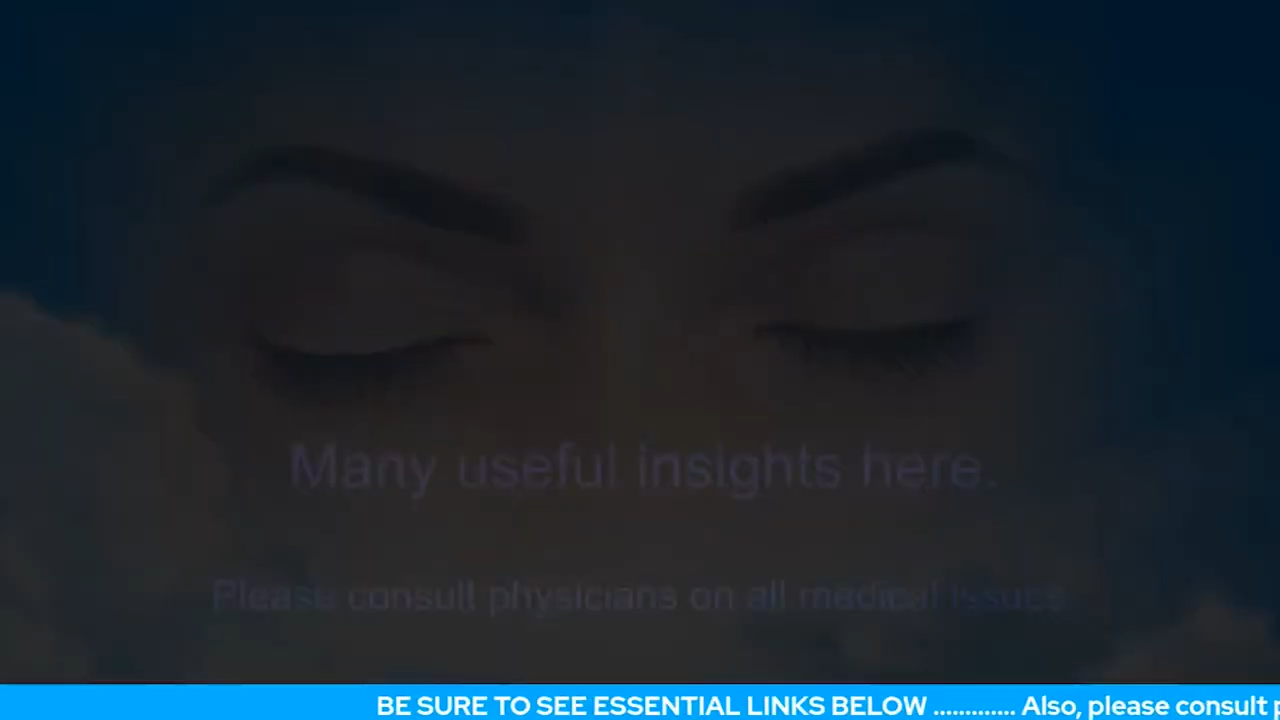 Many useful insights here.
Please consult physicians on all medical issues.
BE SURE TO SEE ESSENTIAL LINKS BELOW ............. Also, please consult